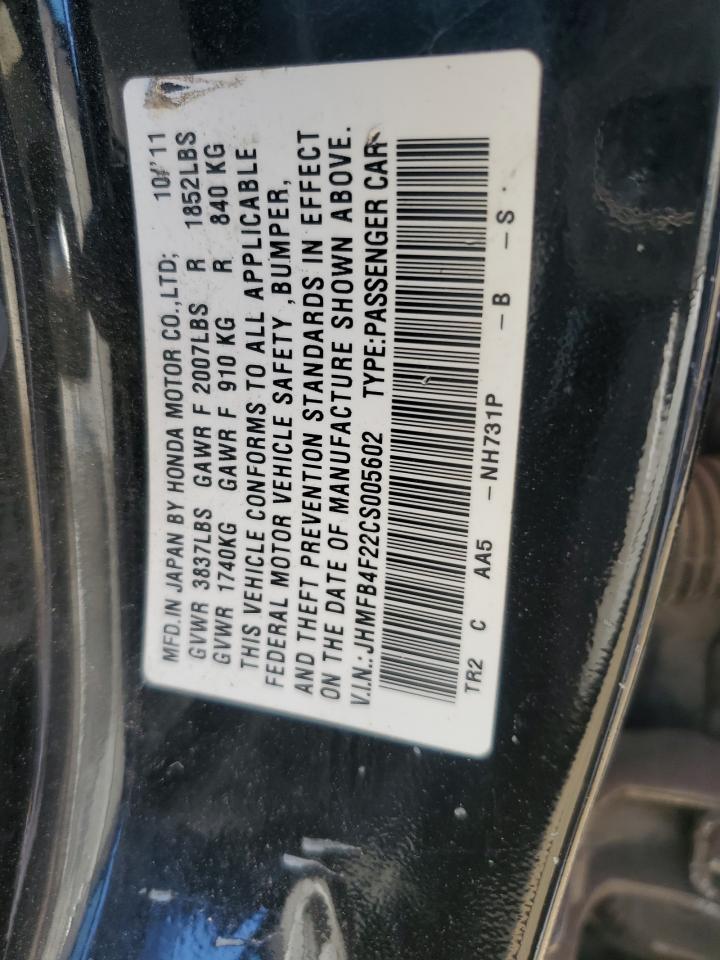 MFD.IN JAPAN BY HONDA MOTOR CO.,LTD; 10/'11
GVWR 3837LBS GAWR F 2007LBS R 1852LBS
GVWR 1740KG GAWR F 910 KG R 840 KG
THIS VEHICLE CONFORMS TO ALL APPLICABLE
FEDERAL MOTOR VEHICLE SAFETY ,BUMPER,
AND THEFT PREVENTION STANDARDS IN EFFECT
ON THE DATE OF MANUFACTURE SHOWN ABOVE.
V.I.N.:JHMFB4F22CS005602 TYPE:PASSENGER CAR
TR2 C AA5 -NH731P -B -S